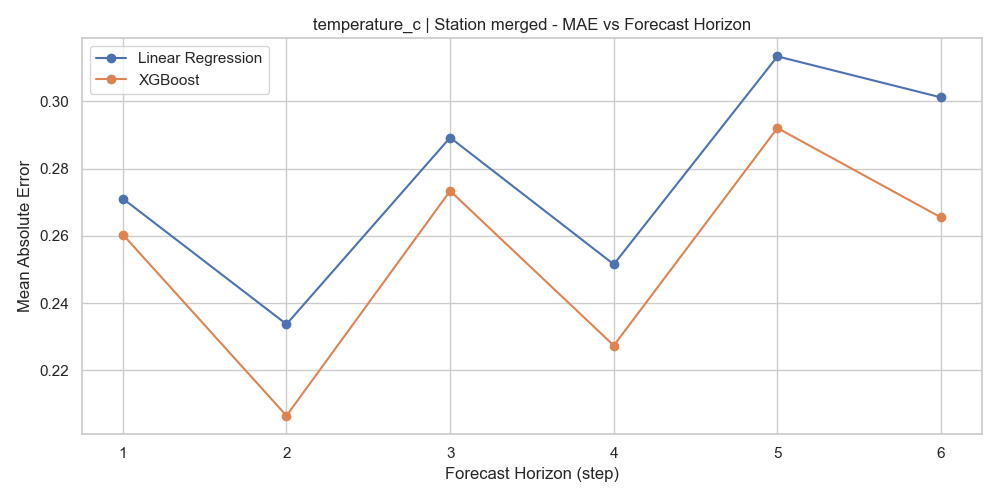 temperature_c | Station merged - MAE vs Forecast Horizon
Linear Regression
XGBoost
Mean Absolute Error
0.30
0.28
0.26
0.24
0.22
1 2 3 4 5 6
Forecast Horizon (step)